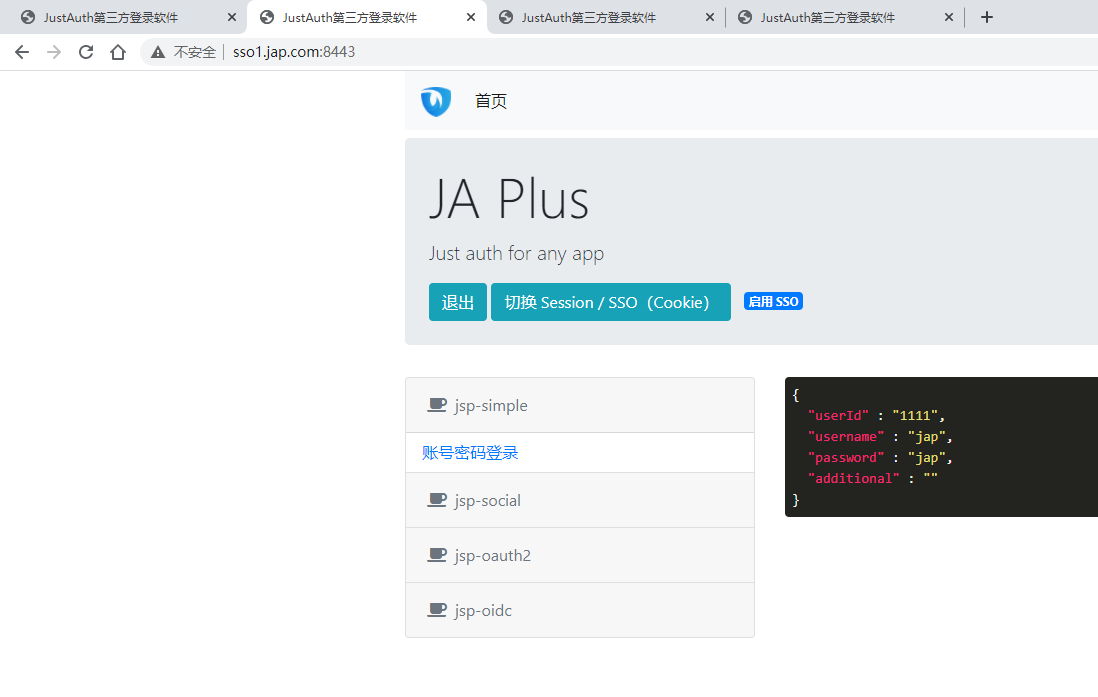 JustAuth第三方登录软件
JustAuth第三方登录软件
JustAuth第三方登录软件
JustAuth第三方登录软件
不安全 sso1.jap.com:8443
首页
JA Plus
Just auth for any app
退出 切换 Session / SSO（Cookie） 启用 SSO
jsp-simple
账号密码登录
jsp-social
jsp-oauth2
jsp-oidc
{
"userId" : "1111",
"username" : "jap",
"password" : "jap",
"additional" : ""
}